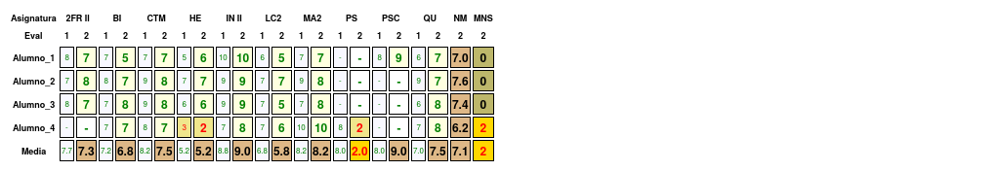 Asignatura 2FR II BI CTM HE IN II LC2 MA2 PS PSC QU NM MNS
Eval 1 2 1 2 1 2 1 2 1 2 1 2 1 2 1 2 1 2 1 2 2 2
Alumno_1 8 7 7 5 7 7 5 6 10 10 6 5 7 7 - - 8 9 6 7 7.0 0
Alumno_2 7 8 8 7 9 8 7 7 9 9 7 7 9 8 - - - - 9 7 7.6 0
Alumno_3 8 7 7 8 9 8 6 6 9 9 7 5 7 8 - - - - 6 8 7.4 0
Alumno_4 - - 7 7 8 7 3 2 7 8 7 6 10 10 8 2 - - 7 8 6.2 2
Media 7.7 7.3 7.2 6.8 8.2 7.5 5.2 5.2 8.8 9.0 6.8 5.8 8.2 8.2 8.0 2.0 8.0 9.0 7.0 7.5 7.1 2